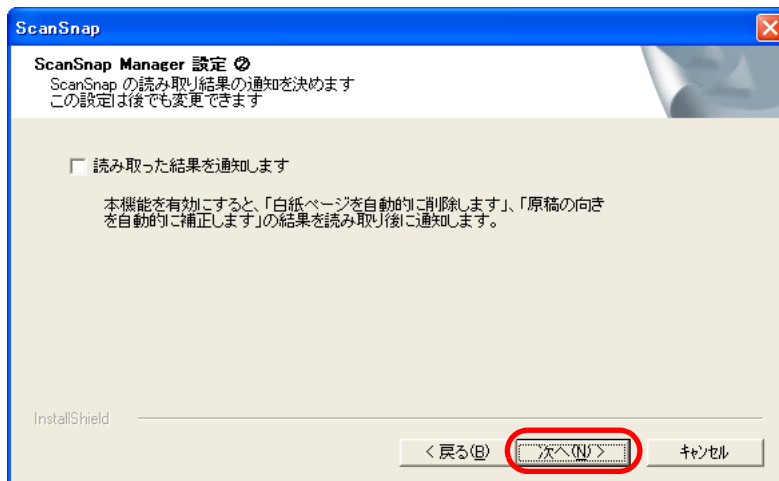 ScanSnap
ScanSnap Manager 設定 ②
ScanSnap の読み取り結果の通知を決めます
この設定は後でも変更できます
読み取った結果を通知します
本機能を有効にすると、「白紙ページを自動的に削除します」、「原稿の向き
を自動的に補正します」の結果を読み取り後に通知します。
InstallShield
< 戻る(B)
次へ(N) >
キャンセル